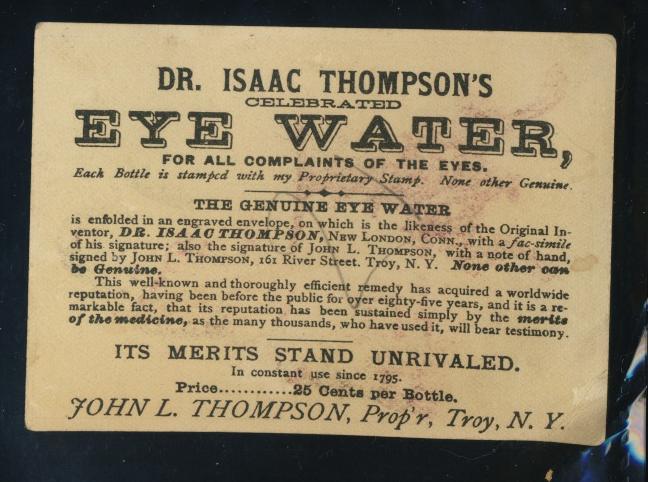 DR. ISAAC THOMPSON'S
CELEBRATED
EYE WATER,
FOR ALL COMPLAINTS OF THE EYES.
Each Bottle is stamped with my Proprietary Stamp. None other Genuine.
THE GENUINE EYE WATER
is enfolded in an engraved envelope, on which is the likeness of the Original In-
ventor, DR. ISAAC THOMPSON, NEW LONDON, CONN., with a fac-simile
of his signature; also the signature of JOHN L. THOMPSON, with a note of hand,
signed by JOHN L. THOMPSON, 161 River Street. Troy, N. Y. None other can
be Genuine.
This well-known and thoroughly efficient remedy has acquired a worldwide
reputation, having been before the public for over eighty-five years, and it is a re-
markable fact, that its reputation has been sustained simply by the merits
of the medicine, as the many thousands, who have used it, will bear testimony.
ITS MERITS STAND UNRIVALED.
In constant use since 1795.
Price............25 Cents per Bottle.
JOHN L. THOMPSON, Prop'r, Troy, N. Y.